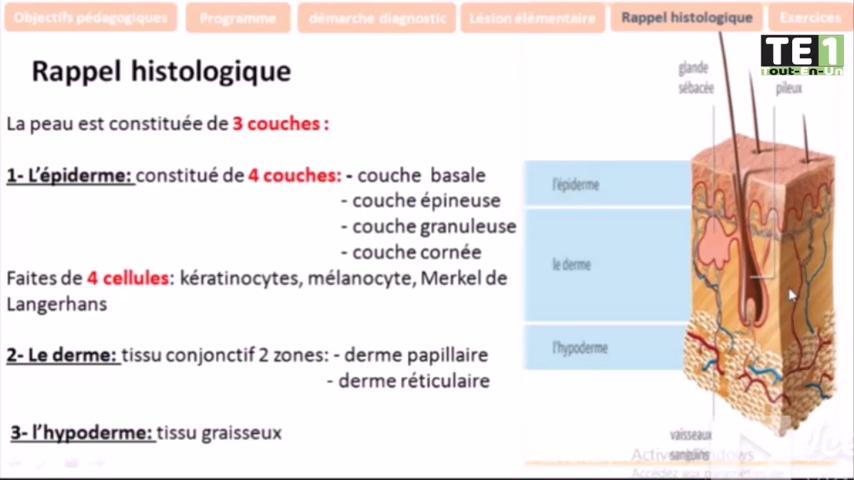 Objectifs pédagogiques Programme démarche diagnostic Lésion élémentaire Rappel histologique Exercices
TE1
Tout-En-Un
Rappel histologique
glande
sébacée
pileux
La peau est constituée de 3 couches :
1- L'épiderme: constitué de 4 couches: - couche basale
- couche épineuse
- couche granuleuse
- couche cornée
Faites de 4 cellules: kératinocytes, mélanocyte, Merkel de
Langerhans
2- Le derme: tissu conjonctif 2 zones: - derme papillaire
- derme réticulaire
3- l'hypoderme: tissu graisseux
l'épiderme
le derme
l'hypoderme
vaisseaux
sanguins